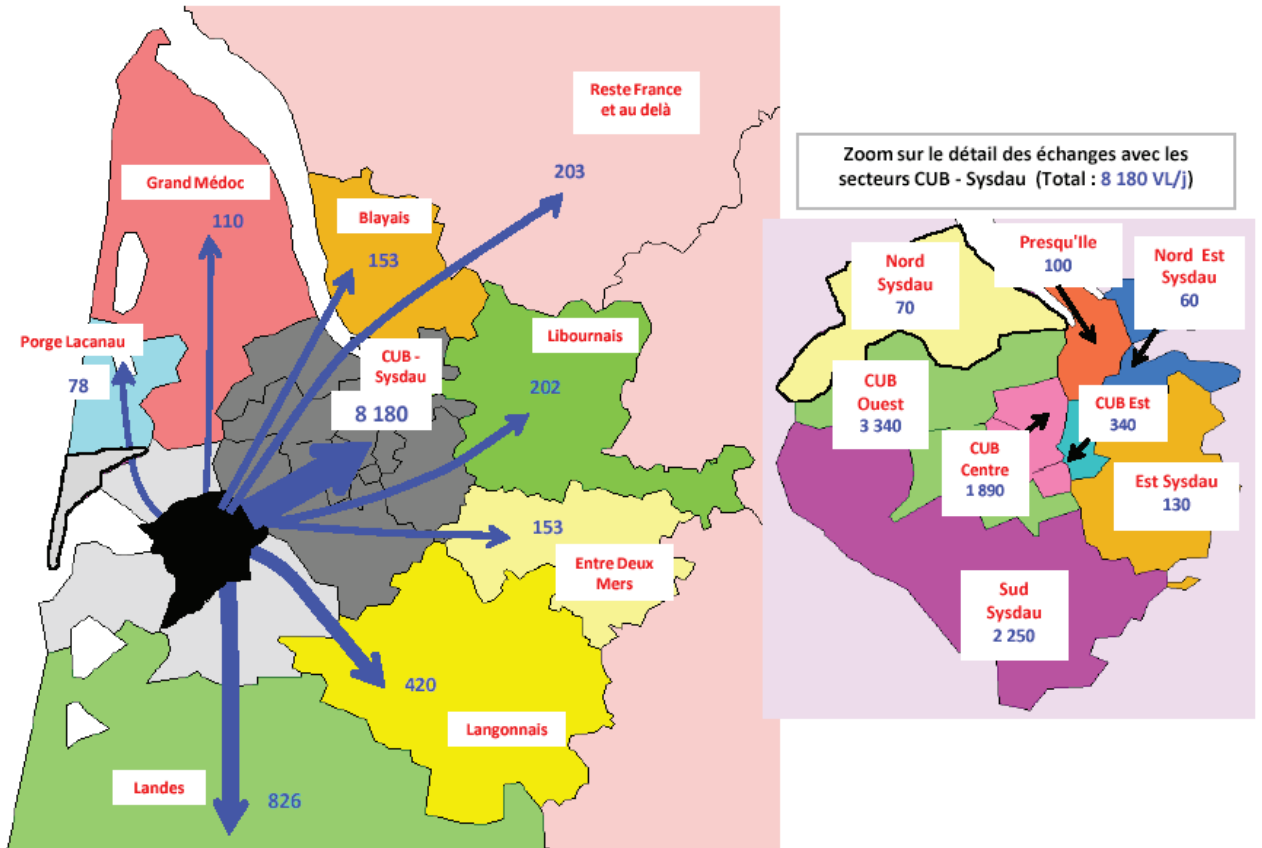 Reste France
et au delà
203
Grand Médoc
110
Blayais
153
Porge Lacanau
78
CUB -
Sysdau
8 180
Libournais
202
153
Entre Deux
Mers
420
Langonnais
Landes
826
Zoom sur le détail des échanges avec les
secteurs CUB - Sysdau (Total : 8 180 VL/j)
Nord
Sysdau
70
Presqu'Ile
100
Nord Est
Sysdau
60
CUB
Ouest
3 340
CUB Est
340
CUB
Centre
1 890
Est Sysdau
130
Sud
Sysdau
2 250